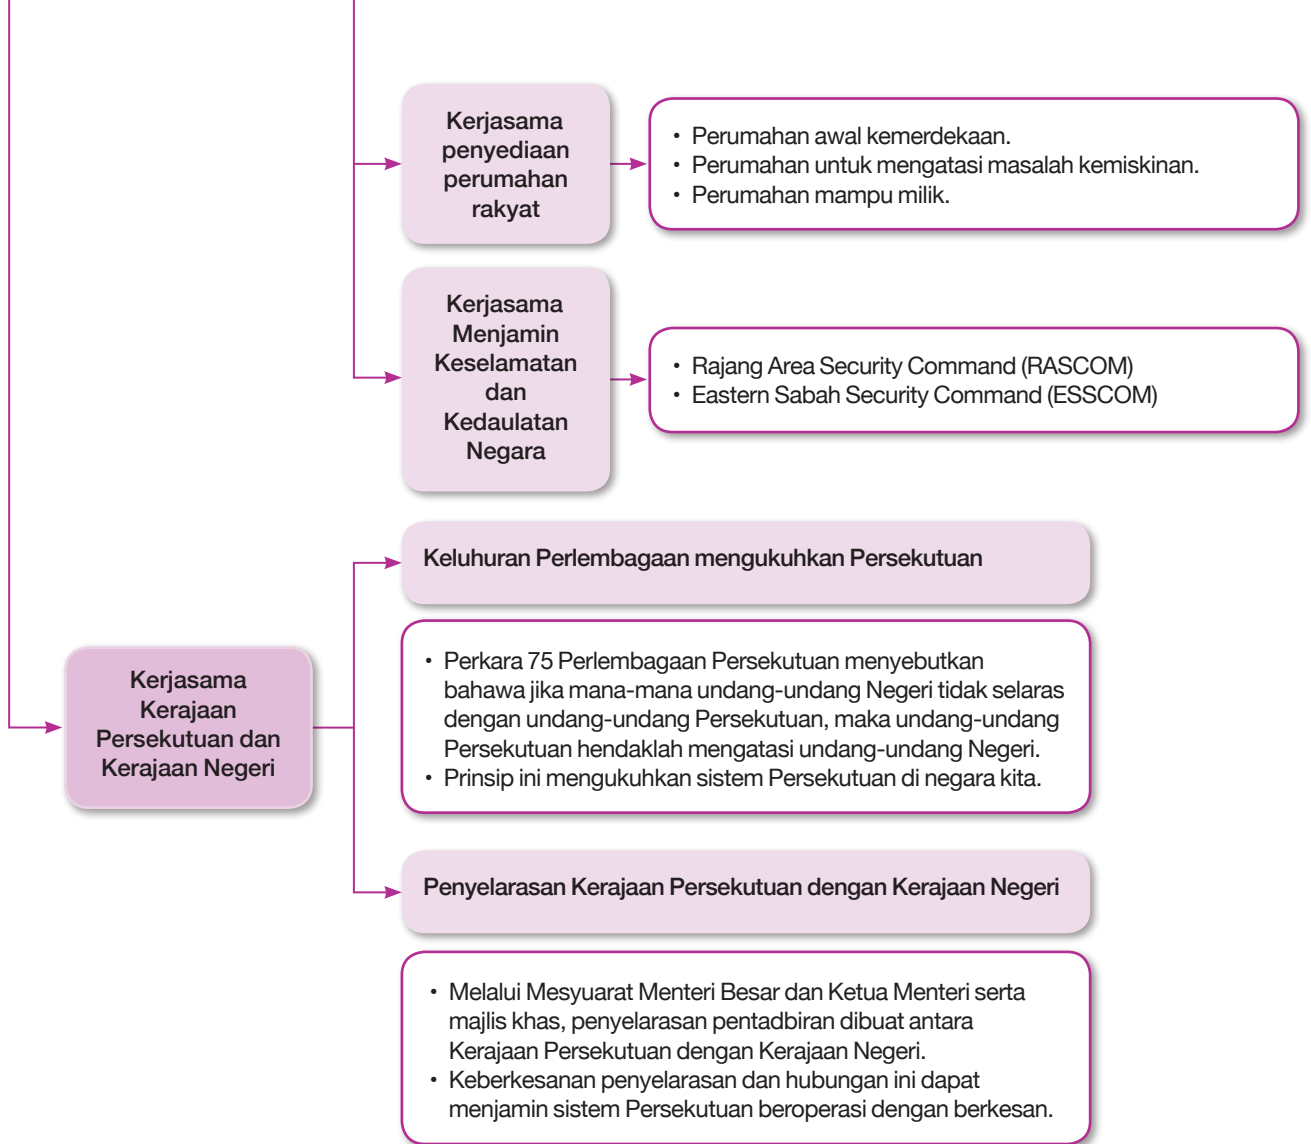 Kerjasama
penyediaan
perumahan
rakyat
• Perumahan awal kemerdekaan.
• Perumahan untuk mengatasi masalah kemiskinan.
• Perumahan mampu milik.
Kerjasama
Menjamin
Keselamatan
dan
Kedaulatan
Negara
• Rajang Area Security Command (RASCOM)
• Eastern Sabah Security Command (ESSCOM)
Kerjasama
Kerajaan
Persekutuan dan
Kerajaan Negeri
Keluhuran Perlembagaan mengukuhkan Persekutuan
• Perkara 75 Perlembagaan Persekutuan menyebutkan
bahawa jika mana-mana undang-undang Negeri tidak selaras
dengan undang-undang Persekutuan, maka undang-undang
Persekutuan hendaklah mengatasi undang-undang Negeri.
• Prinsip ini mengukuhkan sistem Persekutuan di negara kita.
Penyelarasan Kerajaan Persekutuan dengan Kerajaan Negeri
• Melalui Mesyuarat Menteri Besar dan Ketua Menteri serta
majlis khas, penyelarasan pentadbiran dibuat antara
Kerajaan Persekutuan dengan Kerajaan Negeri.
• Keberkesanan penyelarasan dan hubungan ini dapat
menjamin sistem Persekutuan beroperasi dengan berkesan.